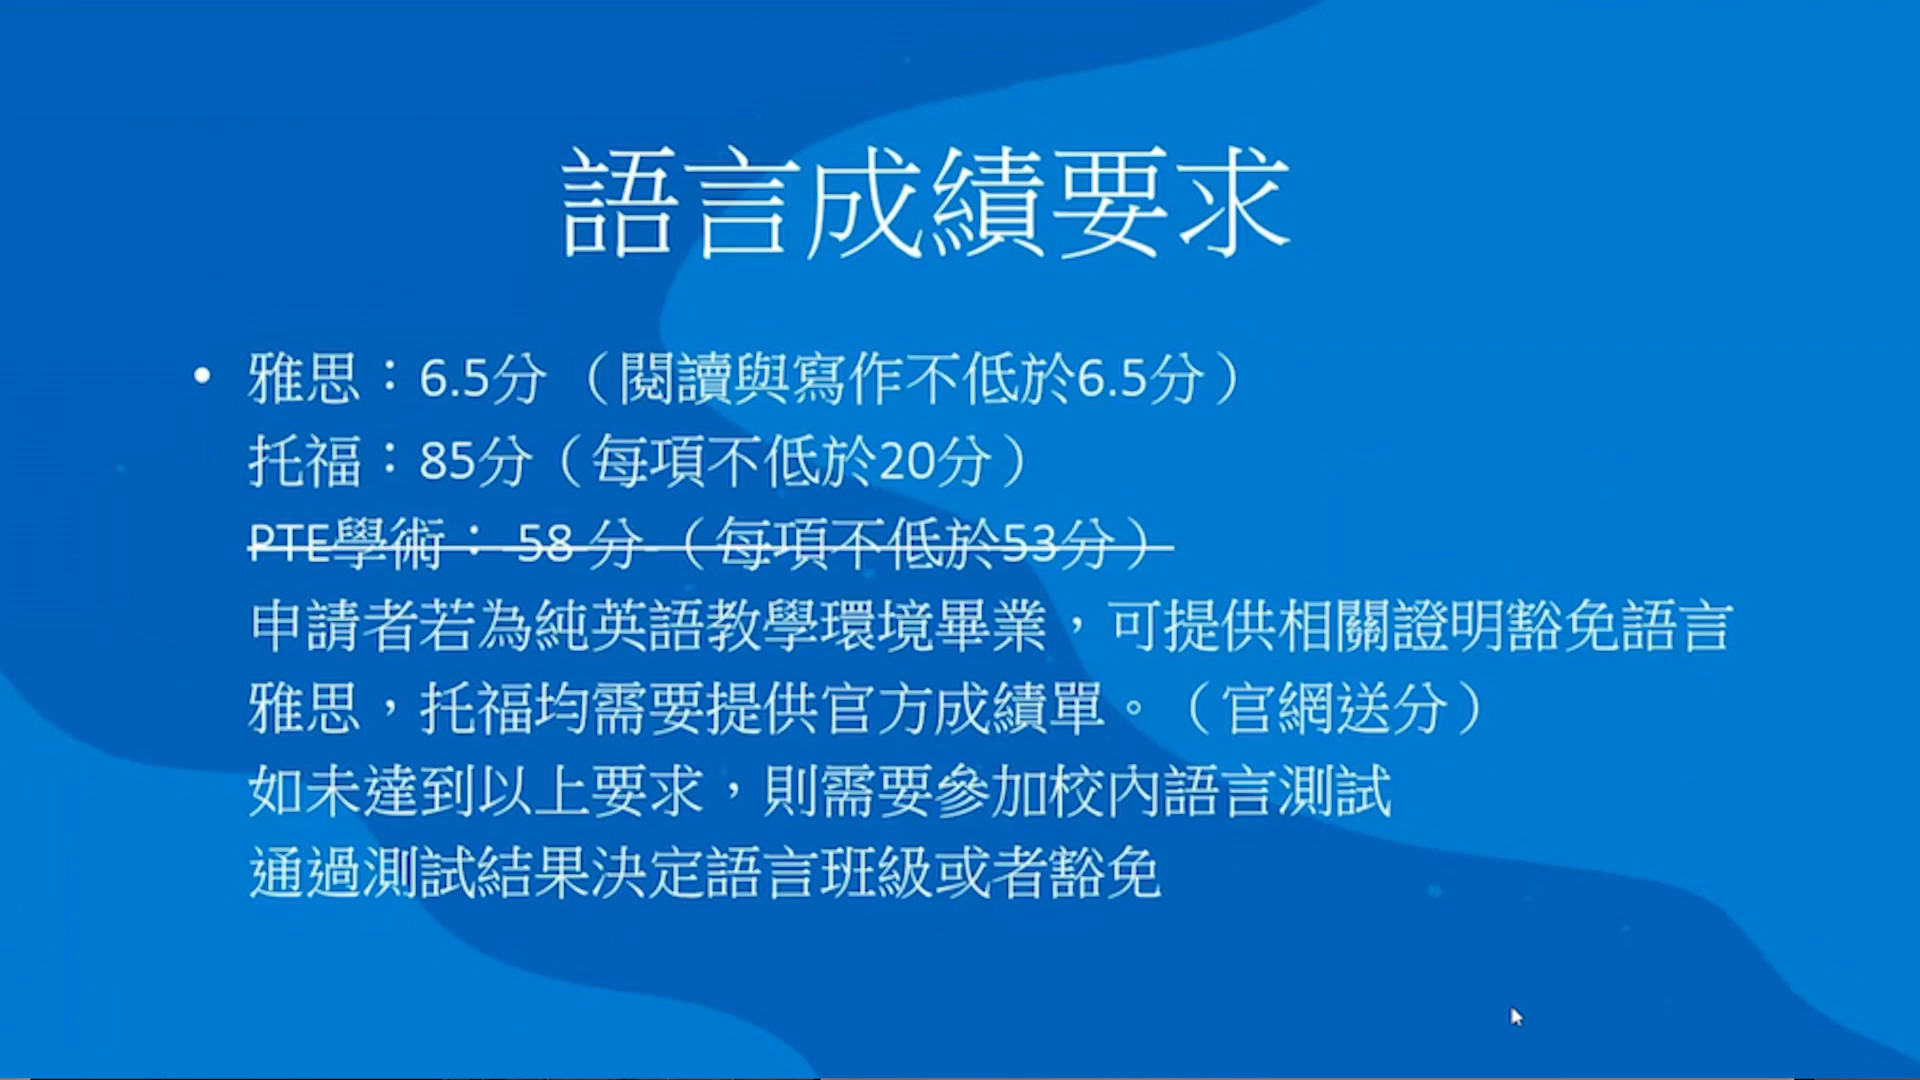 語言成績要求
• 雅思：6.5分（閱讀與寫作不低於6.5分）
托福：85分（每項不低於20分）
PTE學術： 58 分 （每項不低於53分）
申請者若為純英語教學環境畢業，可提供相關證明豁免語言
雅思，托福均需要提供官方成績單。（官網送分）
如未達到以上要求，則需要參加校內語言測試
通過測試結果決定語言班級或者豁免